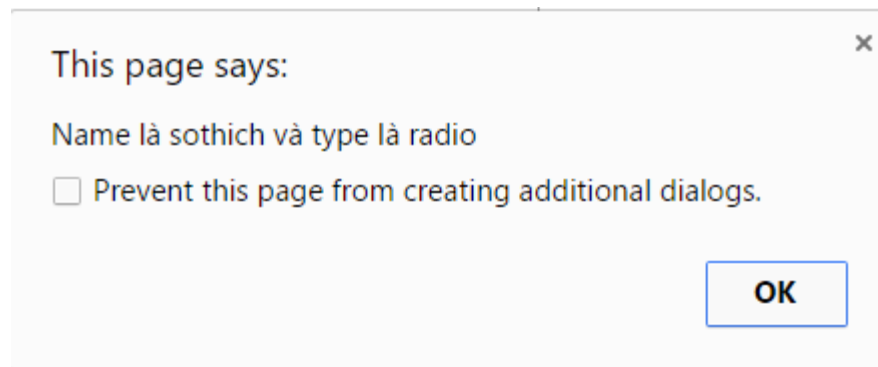 This page says:
Name là sothich và type là radio
Prevent this page from creating additional dialogs.
OK